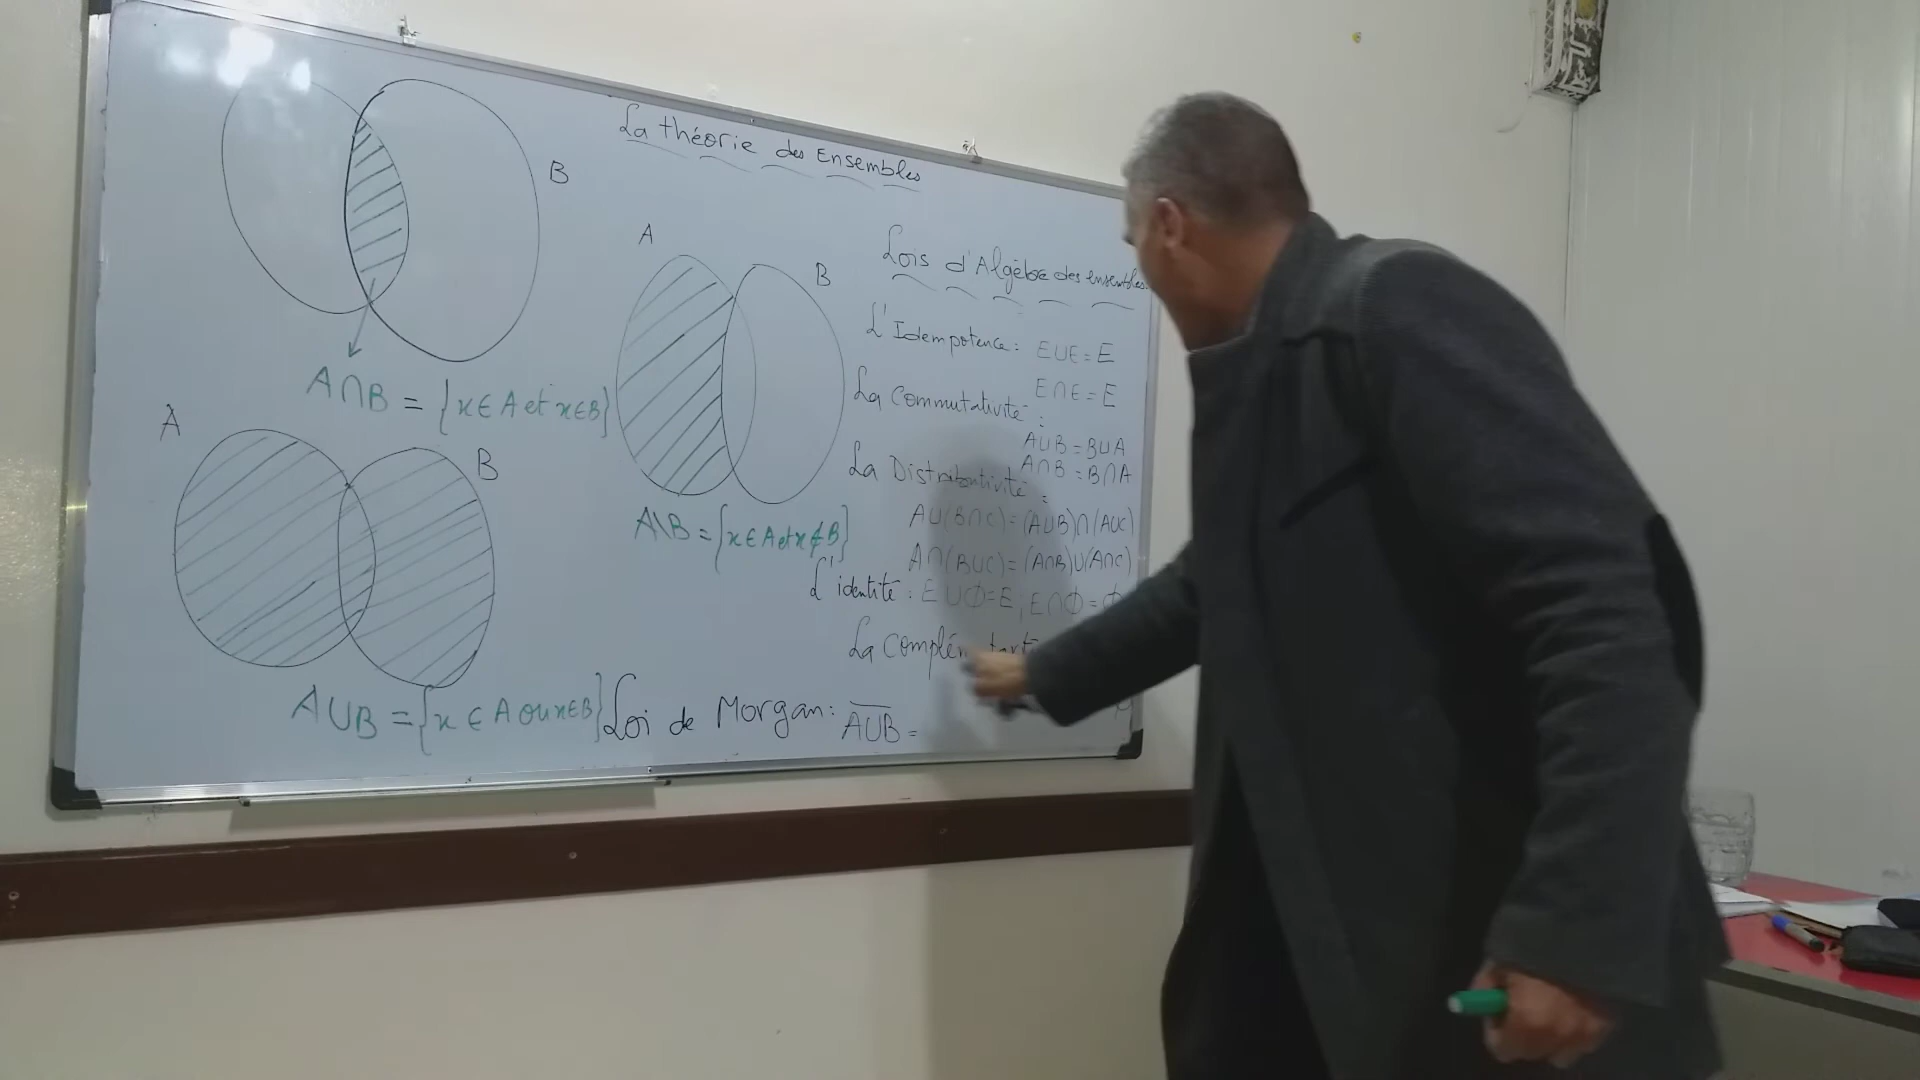 La théorie des Ensembles
B
A∩B = {x∈A et x∈B}
A
B
A∪B = {x ∈ A ou x∈B}
A
B
A\B = {x∈A et x∉B}
Lois d'Algèbre des ensembles
L'Idempotence : E∪E = E
E∩E = E
La Commutativité :
A∪B = B∪A
A∩B = B∩A
La Distributivité :
A∪(B∩C) = (A∪B)∩(A∪C)
A∩(B∪C) = (A∩B)∪(A∩C)
L'identité : E∪Φ=E, E∩Φ=Φ
La
Loi de Morgan : A̅∪̅B̅ =